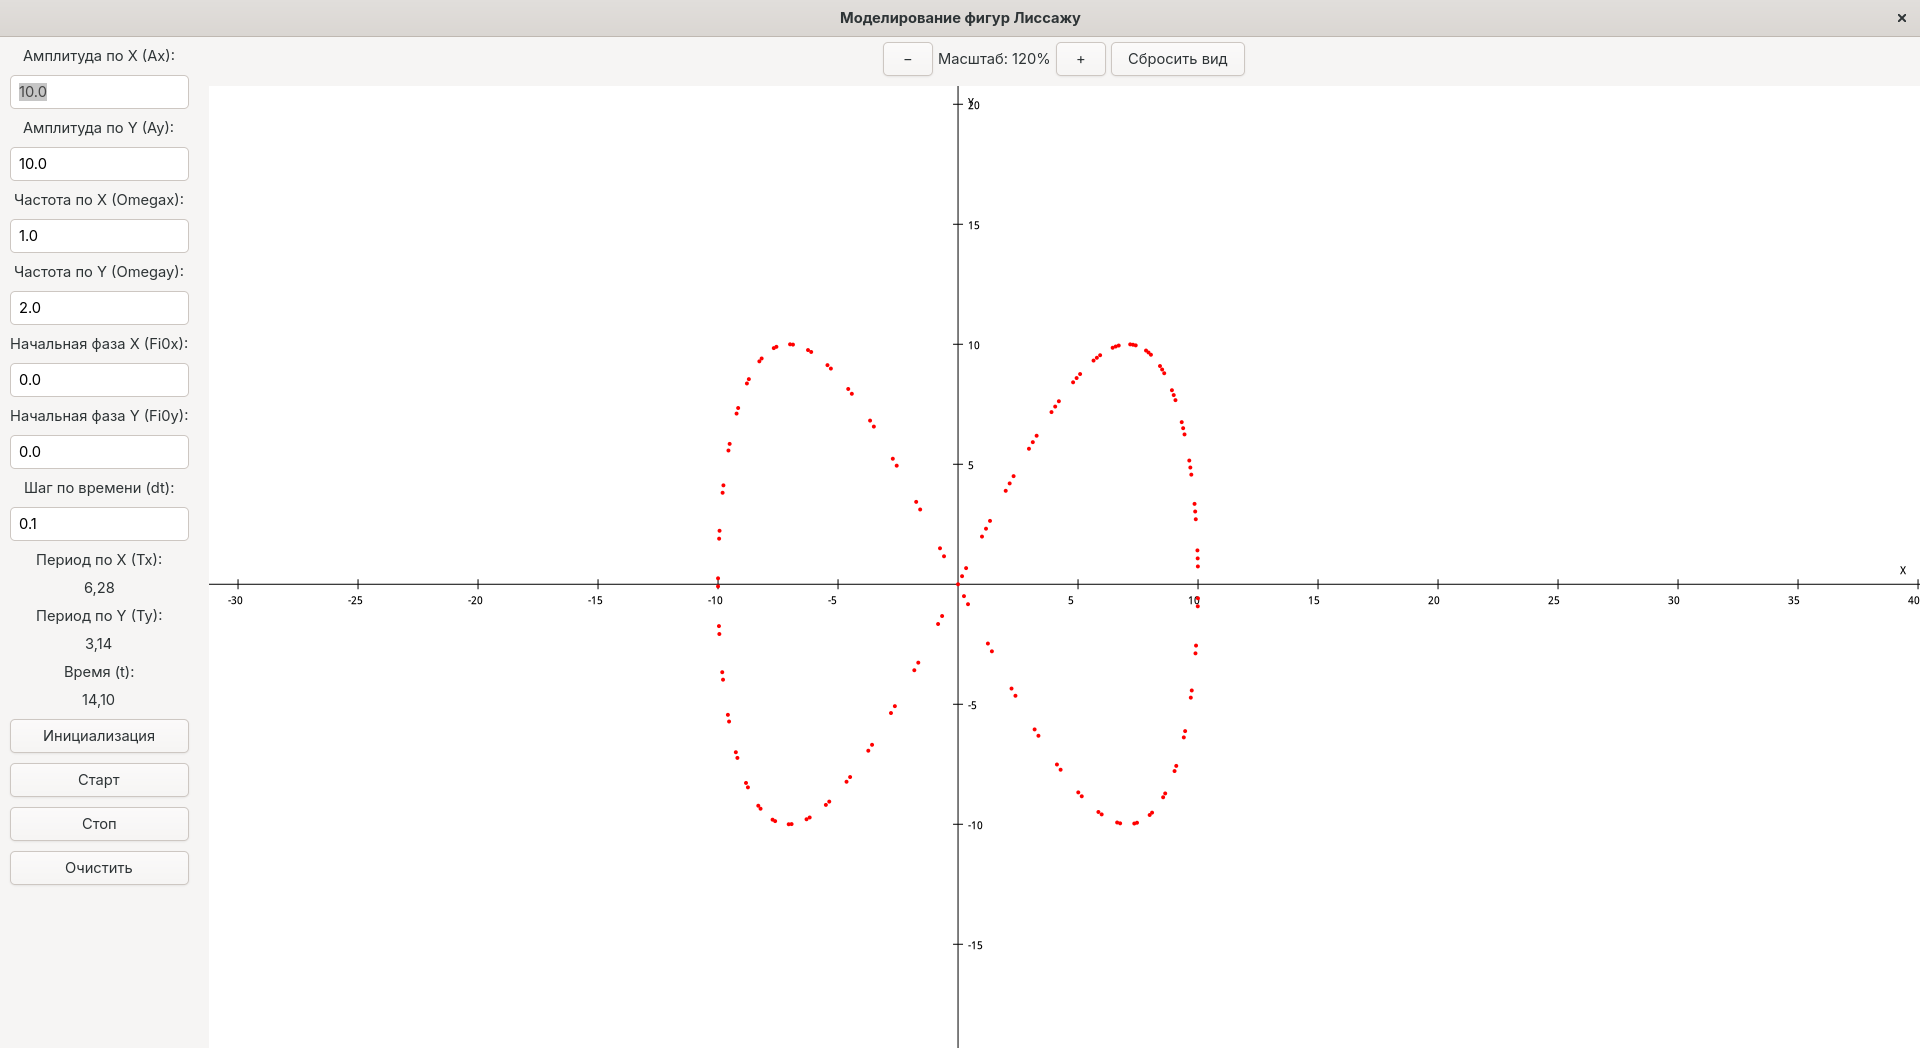 Моделирование фигур Лиссажу
×
Амплитуда по X (Ax):
10.0
Амплитуда по Y (Ay):
10.0
Частота по X (Omegax):
1.0
Частота по Y (Omegay):
2.0
Начальная фаза X (Fi0x):
0.0
Начальная фаза Y (Fi0y):
0.0
Шаг по времени (dt):
0.1
Период по X (Tx):
6,28
Период по Y (Ty):
3,14
Время (t):
14,10
Инициализация
Старт
Стоп
Очистить
− Масштаб: 120% + Сбросить вид
Y
20
15
10
5
X
-30 -25 -20 -15 -10 -5 5 10 15 20 25 30 35 40
-5
-10
-15